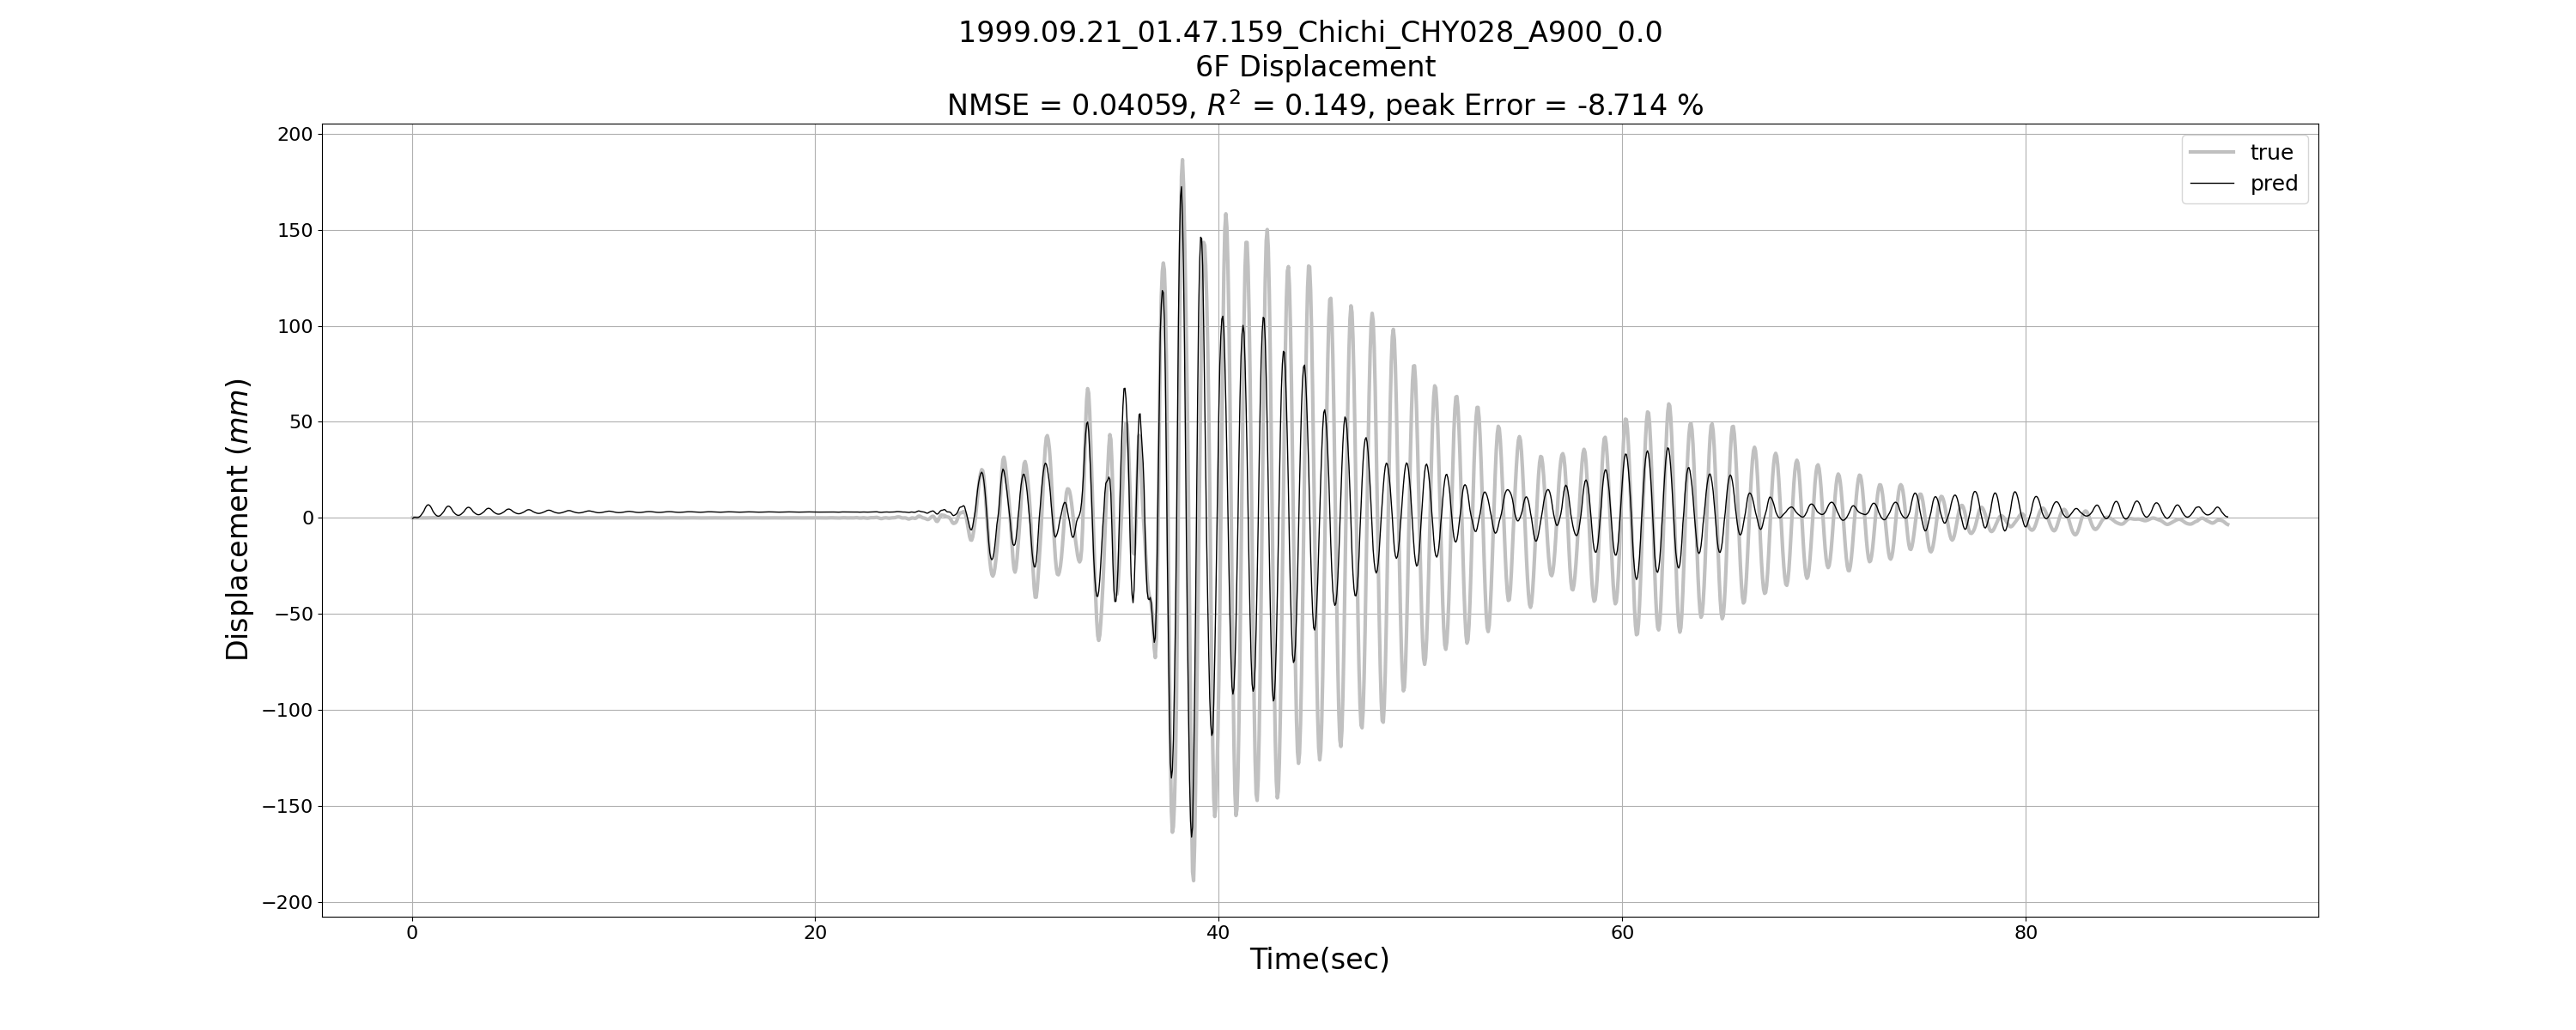 1999.09.21_01.47.159_Chichi_CHY028_A900_0.0
6F Displacement
NMSE = 0.04059, R² = 0.149, peak Error = -8.714 %
true
pred
Displacement (mm)
200
150
100
50
0
−50
−100
−150
−200
0 20 40 60 80
Time(sec)